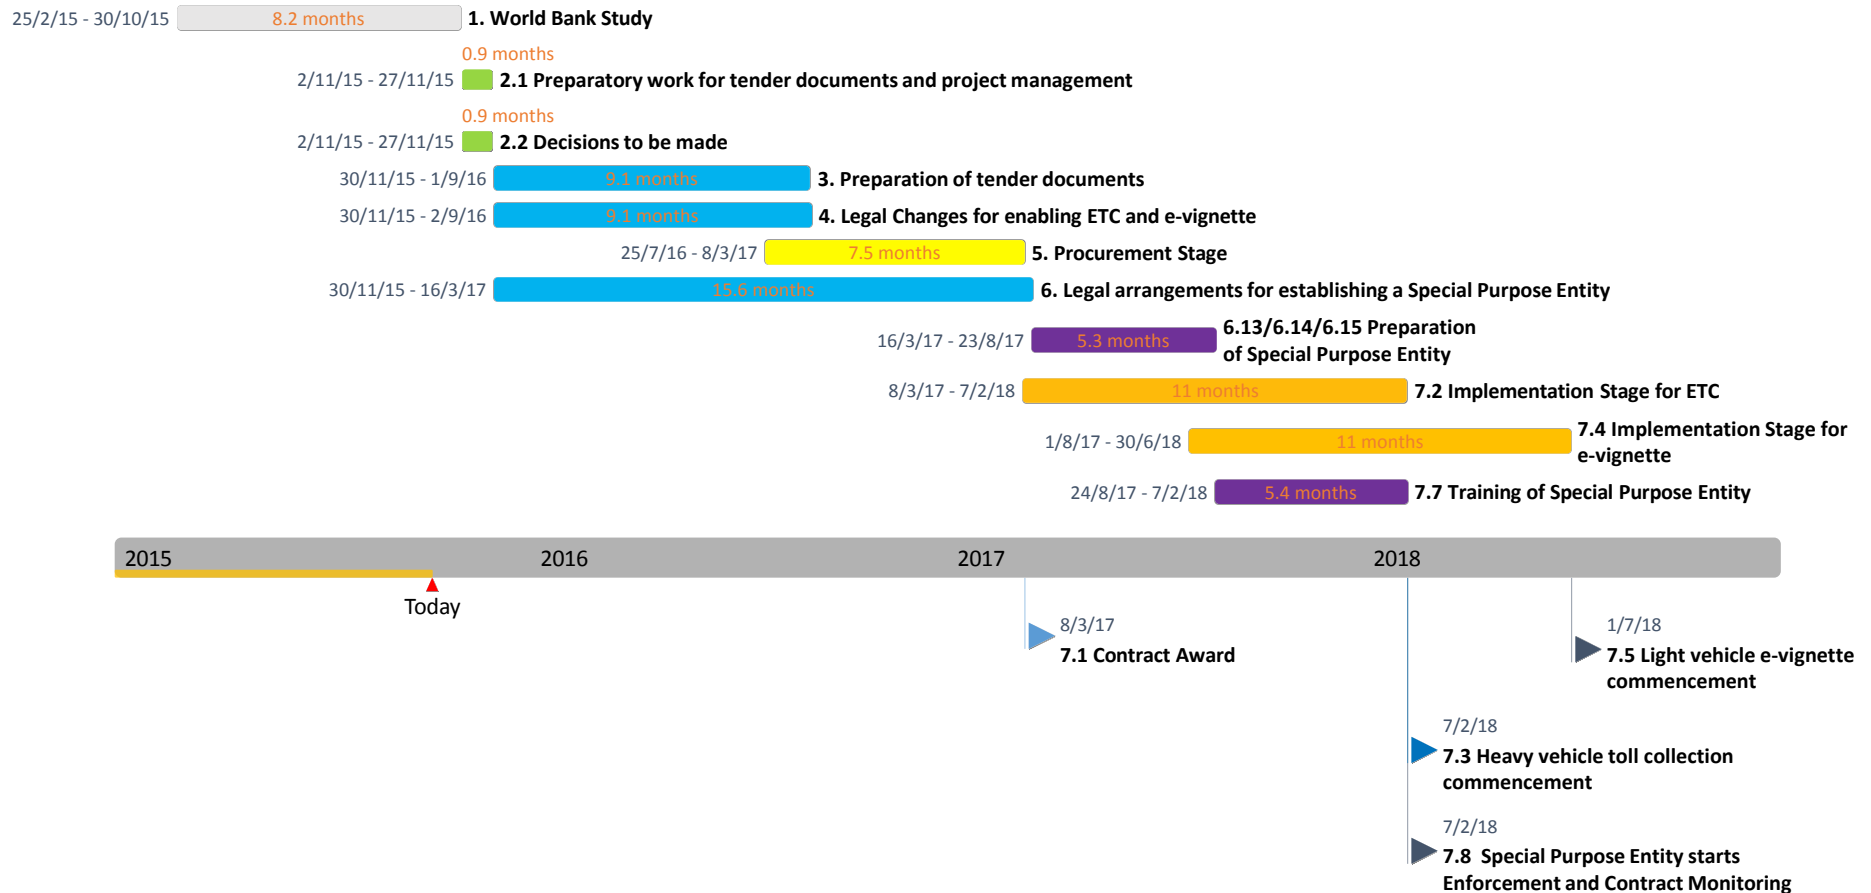 25/2/15 - 30/10/15 8.2 months 1. World Bank Study
0.9 months
2/11/15 - 27/11/15 2.1 Preparatory work for tender documents and project management
0.9 months
2/11/15 - 27/11/15 2.2 Decisions to be made
30/11/15 - 1/9/16 9.1 months 3. Preparation of tender documents
30/11/15 - 2/9/16 9.1 months 4. Legal Changes for enabling ETC and e-vignette
25/7/16 - 8/3/17 7.5 months 5. Procurement Stage
30/11/15 - 16/3/17 15.6 months 6. Legal arrangements for establishing a Special Purpose Entity
16/3/17 - 23/8/17 5.3 months 6.13/6.14/6.15 Preparation
of Special Purpose Entity
8/3/17 - 7/2/18 11 months 7.2 Implementation Stage for ETC
1/8/17 - 30/6/18 11 months 7.4 Implementation Stage for
e-vignette
24/8/17 - 7/2/18 5.4 months 7.7 Training of Special Purpose Entity
2015 2016 2017 2018
Today
8/3/17
7.1 Contract Award
1/7/18
7.5 Light vehicle e-vignette
commencement
7/2/18
7.3 Heavy vehicle toll collection
commencement
7/2/18
7.8 Special Purpose Entity starts
Enforcement and Contract Monitoring